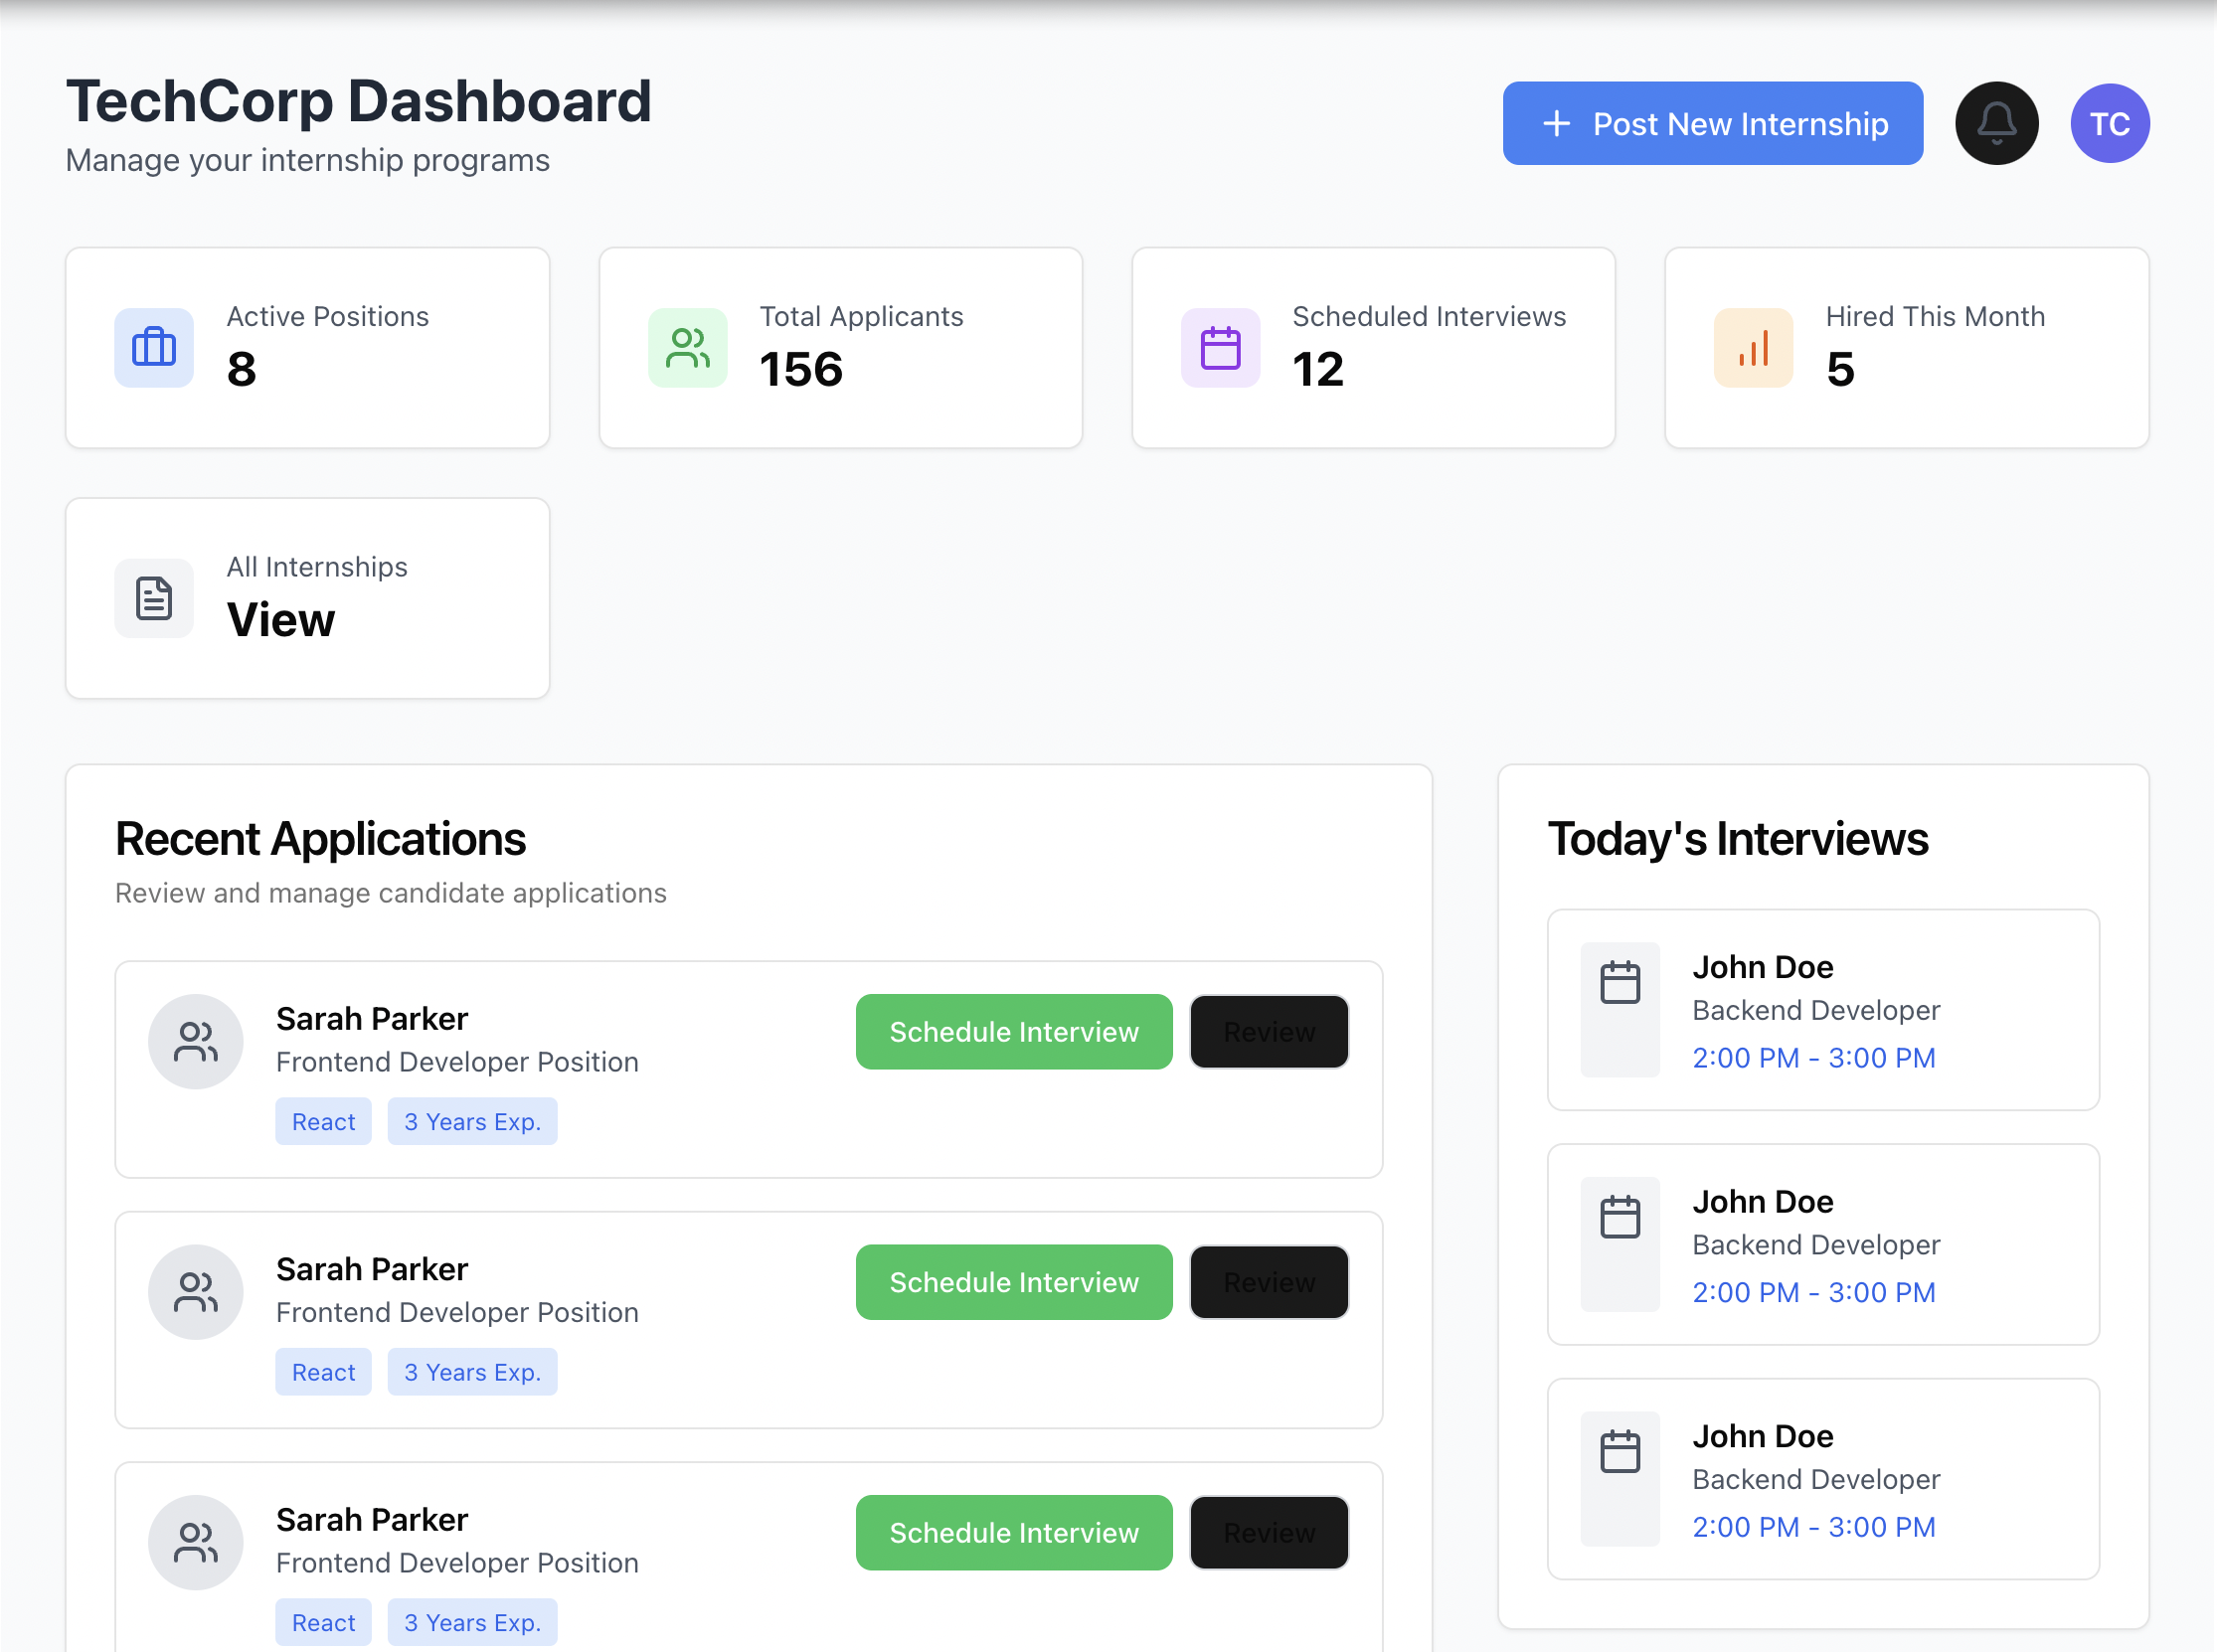 TechCorp Dashboard
Manage your internship programs
+ Post New Internship
TC
Active Positions
8
Total Applicants
156
Scheduled Interviews
12
Hired This Month
5
All Internships
View
Recent Applications
Review and manage candidate applications
Sarah Parker
Frontend Developer Position
React 3 Years Exp.
Schedule Interview Review
Sarah Parker
Frontend Developer Position
React 3 Years Exp.
Schedule Interview Review
Sarah Parker
Frontend Developer Position
React 3 Years Exp.
Schedule Interview Review
Today's Interviews
John Doe
Backend Developer
2:00 PM - 3:00 PM
John Doe
Backend Developer
2:00 PM - 3:00 PM
John Doe
Backend Developer
2:00 PM - 3:00 PM